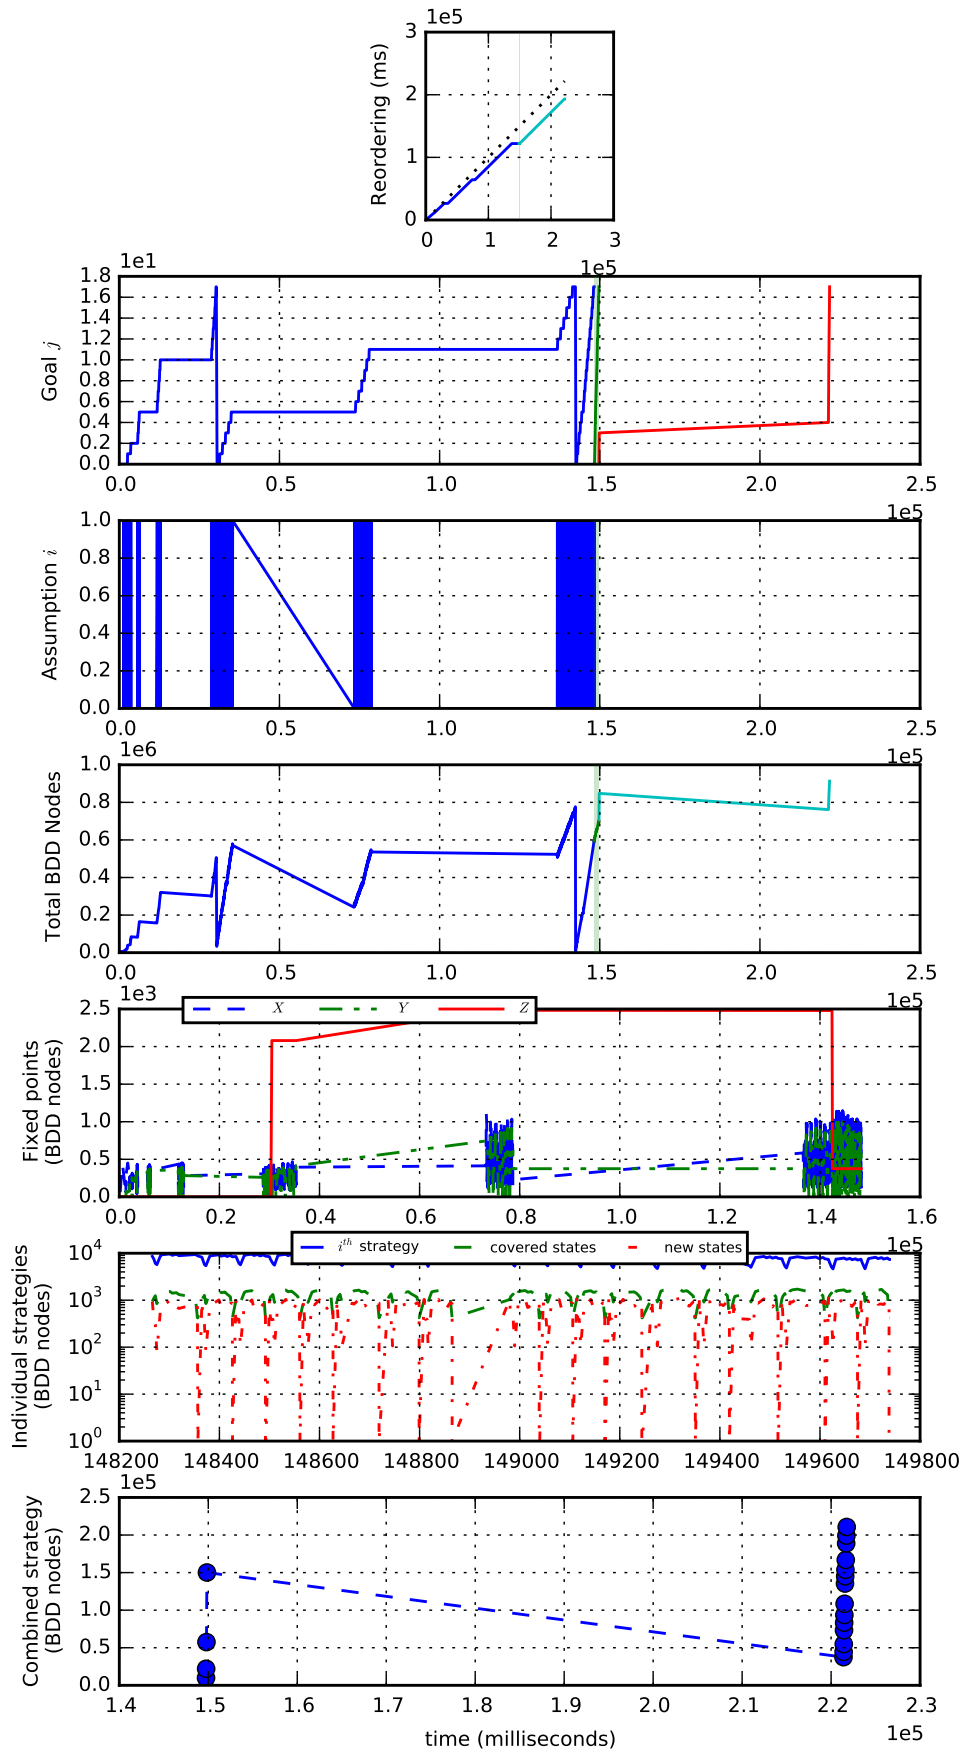 1e5
3
2
1
0
Reordering (ms)
0 1 2 3
1e5
1e1
1.8
1.6
1.4
1.2
1.0
0.8
0.6
0.4
0.2
0.0
Goal j
0.0 0.5 1.0 1.5 2.0 2.5
1e5
1.0
0.8
0.6
0.4
0.2
0.0
Assumption i
0.0 0.5 1.0 1.5 2.0 2.5
1e5
1e6
1.0
0.8
0.6
0.4
0.2
0.0
Total BDD Nodes
0.0 0.5 1.0 1.5 2.0 2.5
1e5
1e3
X Y Z
2.5
2.0
1.5
1.0
0.5
0.0
Fixed points
(BDD nodes)
0.0 0.2 0.4 0.6 0.8 1.0 1.2 1.4 1.6
1e5
i^th strategy covered states new states
10^4
10^3
10^2
10^1
10^0
Individual strategies
(BDD nodes)
148200 148400 148600 148800 149000 149200 149400 149600 149800
1e5
2.5
2.0
1.5
1.0
0.5
0.0
Combined strategy
(BDD nodes)
1.4 1.5 1.6 1.7 1.8 1.9 2.0 2.1 2.2 2.3
1e5
time (milliseconds)